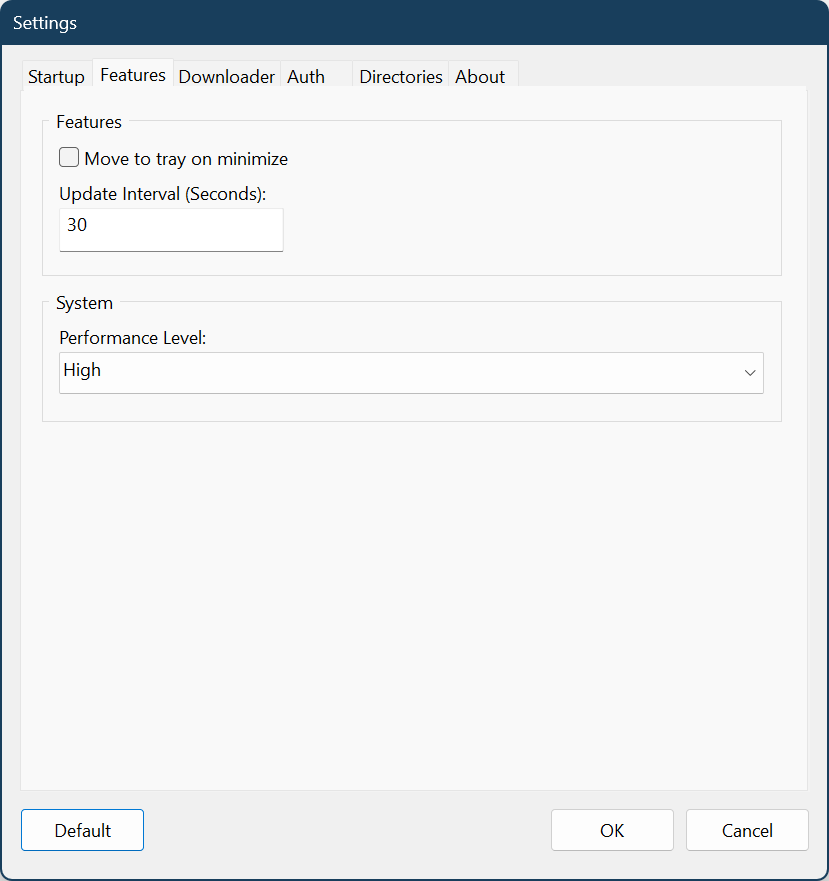 Settings
Startup Features Downloader Auth Directories About
Features
Move to tray on minimize
Update Interval (Seconds):
30
System
Performance Level:
High
Default OK Cancel